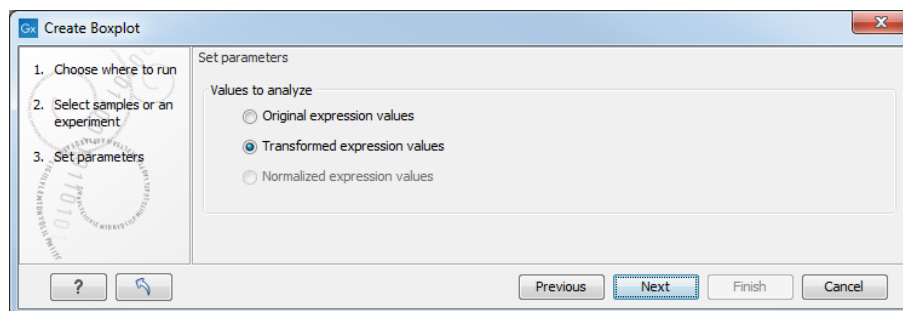 Gx Create Boxplot
1. Choose where to run
2. Select samples or an
experiment
3. Set parameters
Set parameters
Values to analyze
Original expression values
Transformed expression values
Normalized expression values
?
Previous
Next
Finish
Cancel